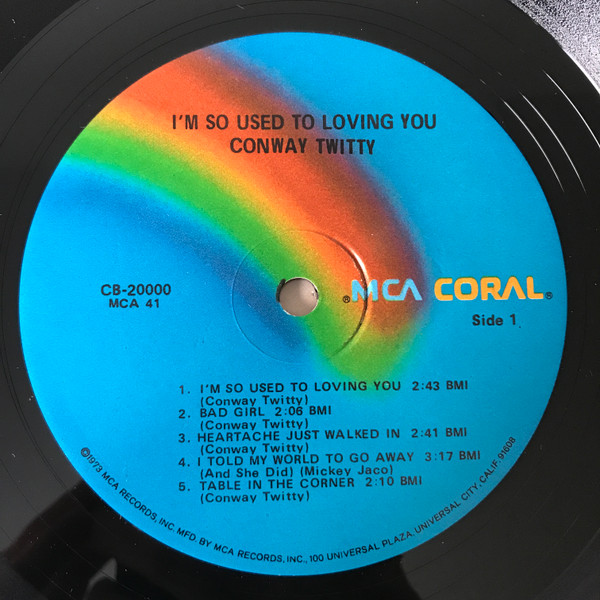 I'M SO USED TO LOVING YOU
CONWAY TWITTY
CB-20000
MCA 41
®MCA CORAL®
Side 1
1. I'M SO USED TO LOVING YOU 2:43 BMI
(Conway Twitty)
2. BAD GIRL 2:06 BMI
(Conway Twitty)
3. HEARTACHE JUST WALKED IN 2:41 BMI
(Conway Twitty)
4. I TOLD MY WORLD TO GO AWAY 3:17 BMI
(And She Did) (Mickey Jaco)
5. TABLE IN THE CORNER 2:10 BMI
(Conway Twitty)
©1973 MCA RECORDS, INC. MFD. BY MCA RECORDS, INC., 100 UNIVERSAL PLAZA, UNIVERSAL CITY, CALIF. 91608